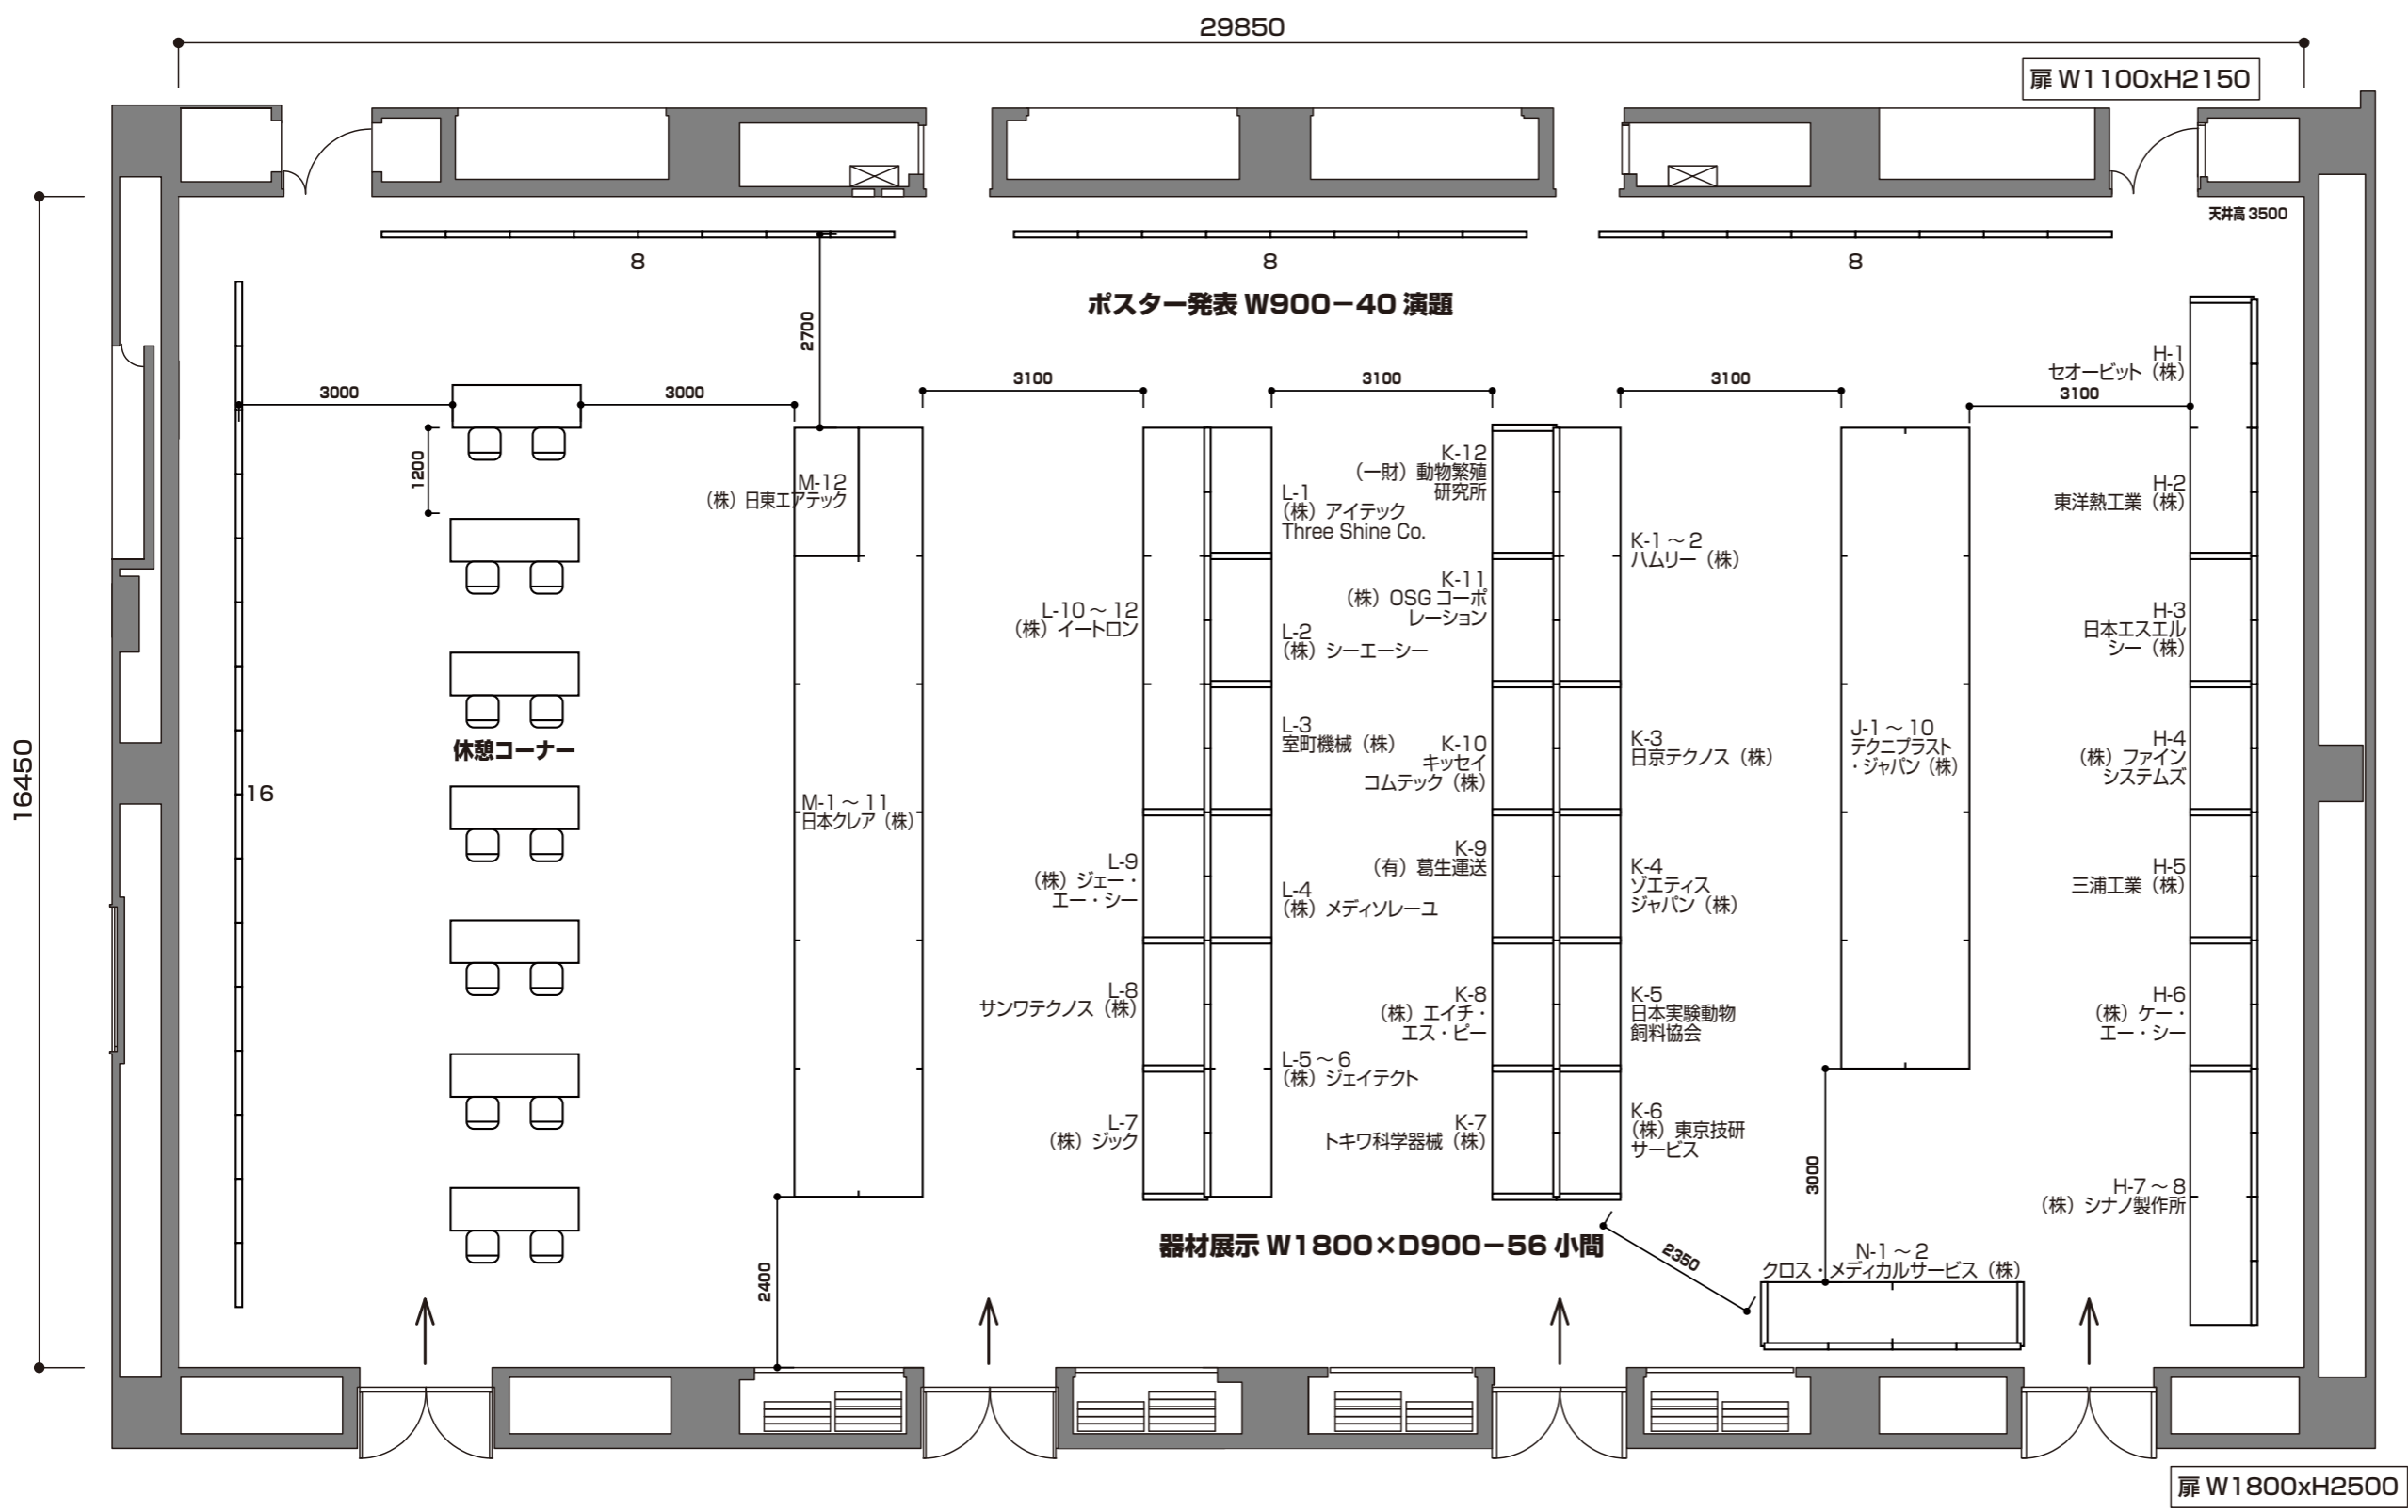 29850
扉 W1100xH2150
天井高 3500
8
8
8
ポスター発表 W900－40 演題
2700
3000
3000
3100
3100
3100
3100
1200
16450
16
休憩コーナー
M-12
（株）日東エアテック
M-1～11
日本クレア（株）
2400
L-10～12
（株）イートロン
L-9
（株）ジェー・
エー・シー
L-8
サンワテクノス（株）
L-7
（株）ジック
L-1
（株）アイテック
Three Shine Co.
L-2
（株）シーエーシー
L-3
室町機械（株）
L-4
（株）メディソレーユ
L-5～6
（株）ジェイテクト
K-12
（一財）動物繁殖
研究所
K-11
（株）OSG コーポ
レーション
K-10
キッセイ
コムテック（株）
K-9
（有）葛生運送
K-8
（株）エイチ・
エス・ピー
K-7
トキワ科学器械（株）
K-1～2
ハムリー（株）
K-3
日京テクノス（株）
K-4
ゾエティス
ジャパン（株）
K-5
日本実験動物
飼料協会
K-6
（株）東京技研
サービス
J-1～10
テクニプラスト
・ジャパン（株）
3000
H-1
セオービット（株）
H-2
東洋熱工業（株）
H-3
日本エスエル
シー（株）
H-4
（株）ファイン
システムズ
H-5
三浦工業（株）
H-6
（株）ケー・
エー・シー
H-7～8
（株）シナノ製作所
器材展示 W1800×D900－56 小間
2350
N-1～2
クロス・メディカルサービス（株）
扉 W1800xH2500